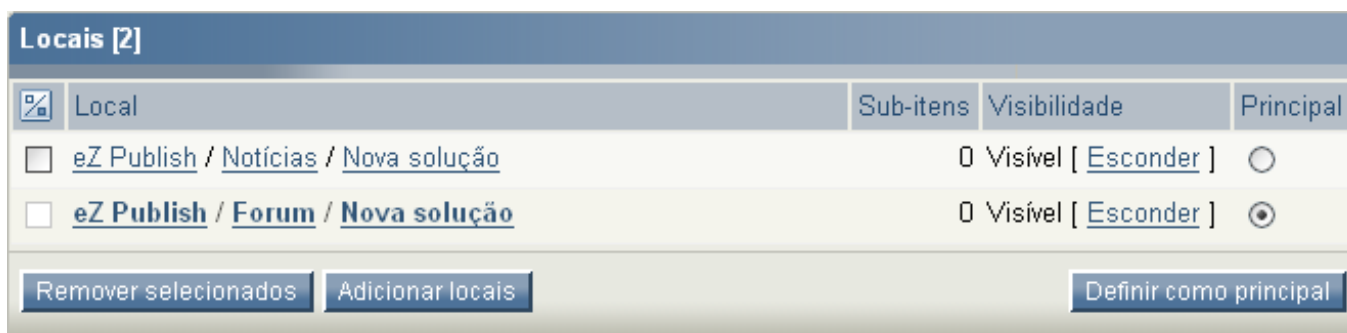 Locais [2]
Local Sub-itens Visibilidade Principal
eZ Publish / Notícias / Nova solução 0 Visível [ Esconder ]
eZ Publish / Forum / Nova solução 0 Visível [ Esconder ]
Remover selecionados Adicionar locais Definir como principal